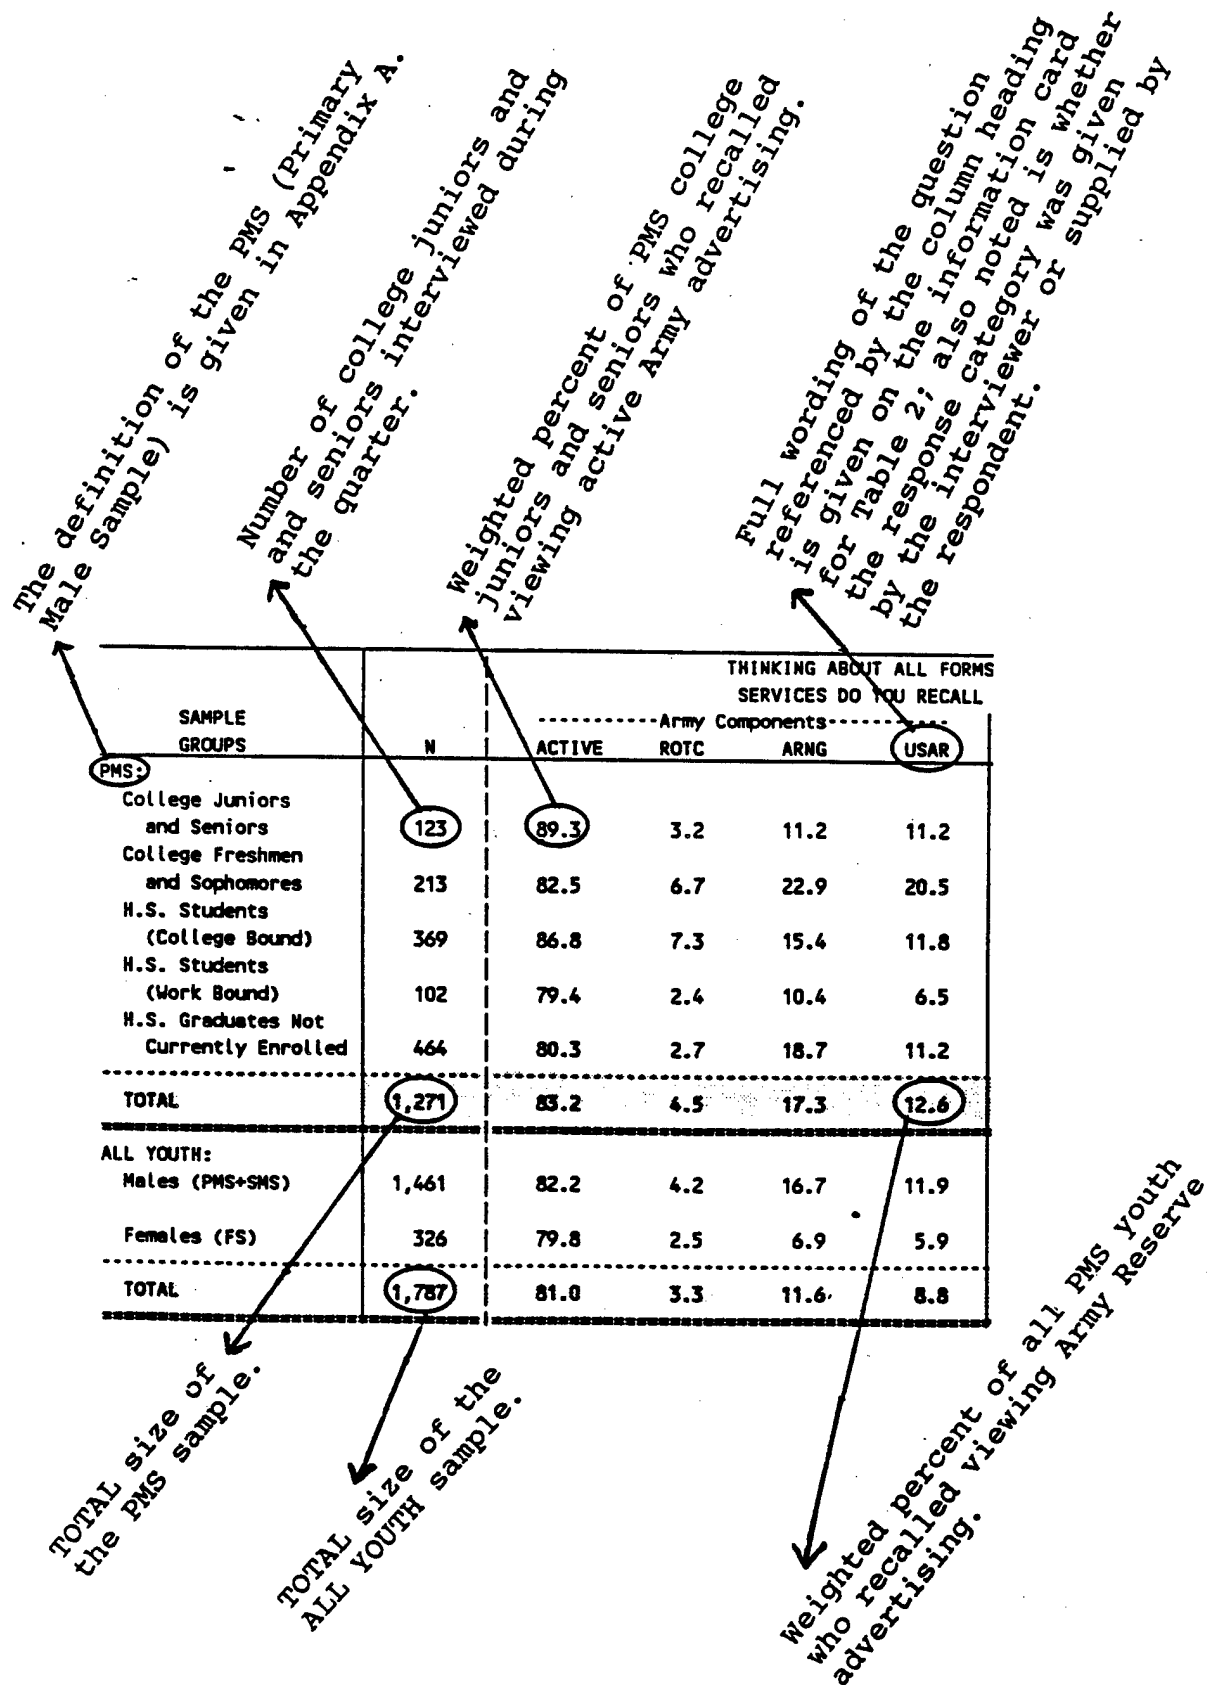 The definition of the PMS (Primary
Male Sample) is given in Appendix A.
Number of college juniors and
and seniors interviewed during
the quarter.
Weighted percent of PMS college
juniors and seniors who recalled
viewing active Army advertising.
Full wording of the question
referenced by the column heading
is given on the information card
for Table 2; also noted is whether
the response category was given
by the interviewer or supplied by
the respondent.
THINKING ABOUT ALL FORMS
SERVICES DO YOU RECALL
SAMPLE
GROUPS
N
Army Components
ACTIVE ROTC ARNG USAR
PMS:
College Juniors
and Seniors 123 89.3 3.2 11.2 11.2
College Freshmen
and Sophomores 213 82.5 6.7 22.9 20.5
H.S. Students
(College Bound) 369 86.8 7.3 15.4 11.8
H.S. Students
(Work Bound) 102 79.4 2.4 10.4 6.5
H.S. Graduates Not
Currently Enrolled 464 80.3 2.7 18.7 11.2
TOTAL 1,271 83.2 4.5 17.3 12.6
ALL YOUTH:
Males (PMS+SMS) 1,461 82.2 4.2 16.7 11.9
Females (FS) 326 79.8 2.5 6.9 5.9
TOTAL 1,787 81.0 3.3 11.6 8.8
TOTAL size of
the PMS sample.
TOTAL size of the
ALL YOUTH sample.
Weighted percent of all PMS youth
who recalled viewing Army Reserve
advertising.